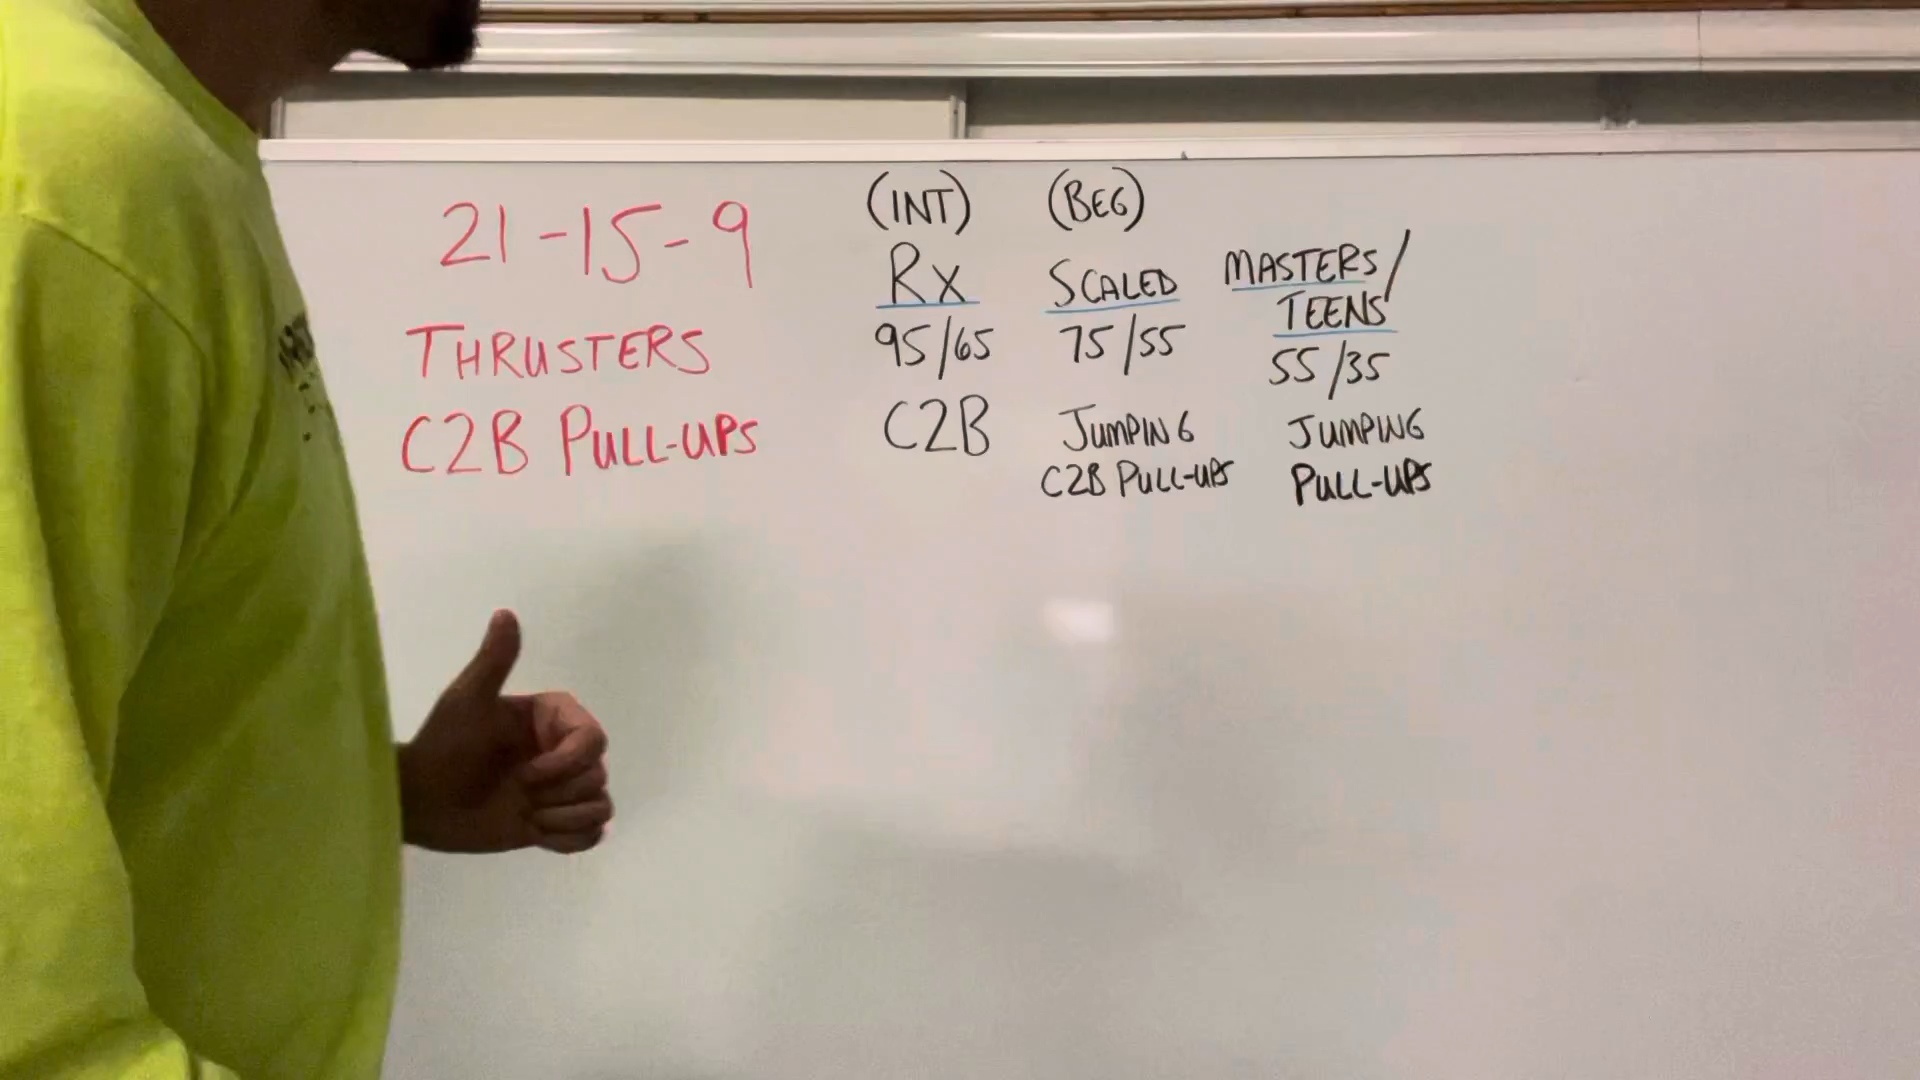 21-15-9
THRUSTERS
C2B PULL-UPS
(INT)
RX
95/65
C2B
(BEG)
SCALED
75/55
JUMPING
C2B PULL-UPS
MASTERS/
TEENS
55/35
JUMPING
PULL-UPS